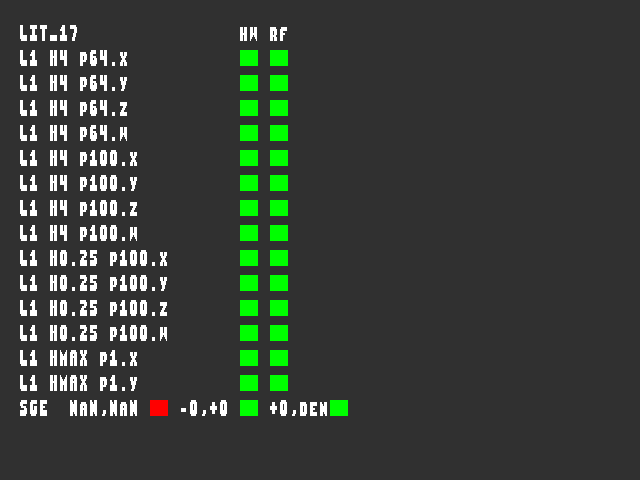 LIT_17 HW RF
L1 H4 p64.x
L1 H4 p64.y
L1 H4 p64.z
L1 H4 p64.w
L1 H4 p100.x
L1 H4 p100.y
L1 H4 p100.z
L1 H4 p100.w
L1 H0.25 p100.x
L1 H0.25 p100.y
L1 H0.25 p100.z
L1 H0.25 p100.w
L1 HMAX p1.x
L1 HMAX p1.y
SGE NaN,NaN -0,+0 +0,DEN